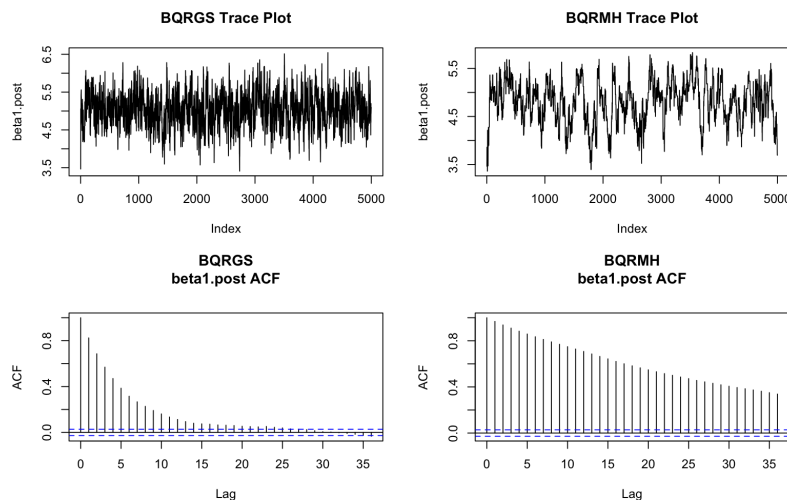 BQRGS Trace Plot
beta1.post
6.5
5.5
4.5
3.5
0 1000 2000 3000 4000 5000
Index
BQRMH Trace Plot
beta1.post
5.5
4.5
3.5
0 1000 2000 3000 4000 5000
Index
BQRGS
beta1.post ACF
ACF
0.8
0.4
0.0
0 5 10 15 20 25 30 35
Lag
BQRMH
beta1.post ACF
ACF
0.8
0.4
0.0
0 5 10 15 20 25 30 35
Lag